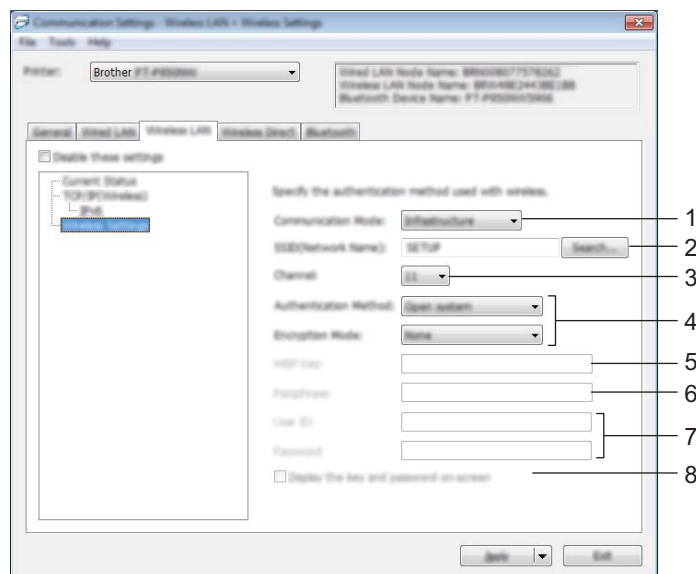 Communication Settings - Wireless LAN > Wireless Settings
File Tools Help
Printer:
Brother PT-P950NW
Wired LAN Node Name:
Wireless LAN Node Name:
Bluetooth Device Name:
General Wired LAN Wireless LAN Wireless Direct Bluetooth
Disable these settings
Current Status
TCP/IP(Wireless)
IPv6
Wireless Settings
Specify the authentication method used with wireless.
Communication Mode: Infrastructure 1
SSID(Network Name): SETUP Search... 2
Channel: 11 3
Authentication Method: Open system
4
Encryption Mode: None
WEP Key: 5
Passphrase: 6
User ID:
7
Password:
Display the key and password on-screen 8
Apply Exit